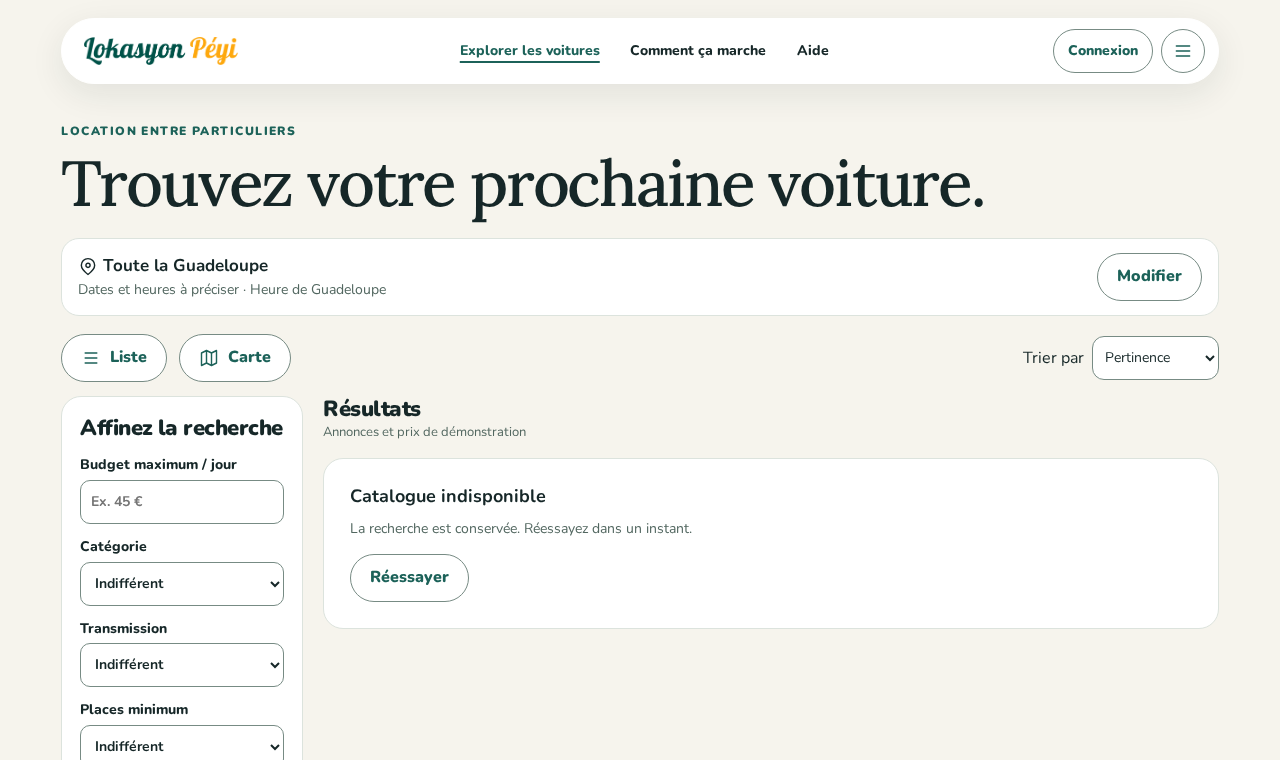 Lokasyon Péyi
Explorer les voitures
Comment ça marche
Aide
Connexion
LOCATION ENTRE PARTICULIERS
Trouvez votre prochaine voiture.
Toute la Guadeloupe
Dates et heures à préciser · Heure de Guadeloupe
Modifier
Liste
Carte
Trier par
Pertinence
Affinez la recherche
Budget maximum / jour
Ex. 45 €
Catégorie
Indifférent
Transmission
Indifférent
Places minimum
Indifférent
Résultats
Annonces et prix de démonstration
Catalogue indisponible
La recherche est conservée. Réessayez dans un instant.
Réessayer